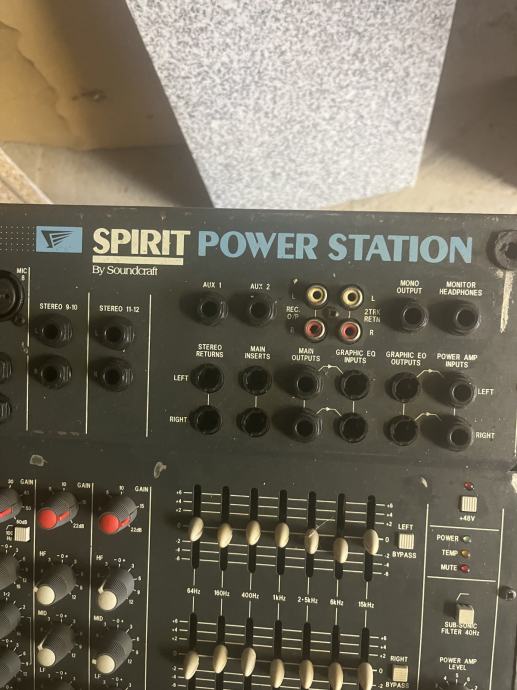 SPIRIT POWER STATION
By Soundcraft
MIC
STEREO 9-10
STEREO 11-12
AUX 1
AUX 2
L
REC. O/P
2TRK RETN
R
R
MONO OUTPUT
MONITOR HEADPHONES
STEREO RETURNS
MAIN INSERTS
MAIN OUTPUTS
GRAPHIC EQ INPUTS
GRAPHIC EQ OUTPUTS
POWER AMP INPUTS
LEFT
LEFT
RIGHT
RIGHT
GAIN
GAIN
22dB
22dB
60dB
HF
HF
MID
MID
LF
LF
+6
+4
+2
0
-2
-4
-6
LEFT
BYPASS
64Hz
160Hz
400Hz
1kHz
2·5kHz
6kHz
15kHz
+48V
POWER
TEMP
MUTE
SUB-SONIC
FILTER 40Hz
POWER AMP
LEVEL
RIGHT
BYPASS